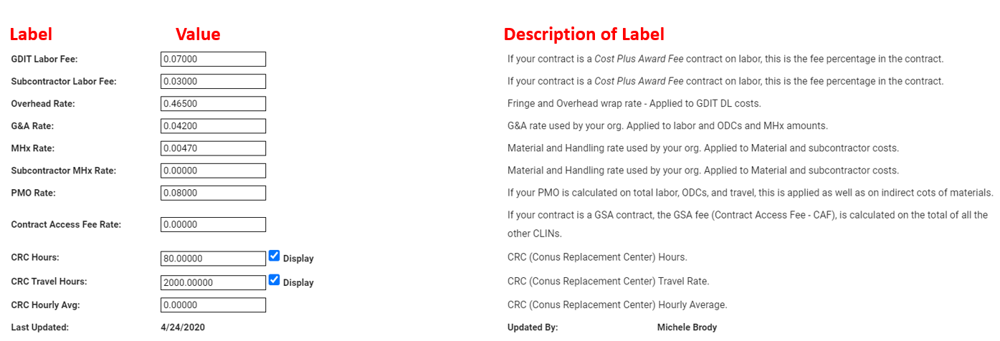 Label Value Description of Label
GDIT Labor Fee: 0.07000 If your contract is a Cost Plus Award Fee contract on labor, this is the fee percentage in the contract.
Subcontractor Labor Fee: 0.03000 If your contract is a Cost Plus Award Fee contract on labor, this is the fee percentage in the contract.
Overhead Rate: 0.46500 Fringe and Overhead wrap rate - Applied to GDIT DL costs.
G&A Rate: 0.04200 G&A rate used by your org. Applied to labor and ODCs and MHx amounts.
MHx Rate: 0.00470 Material and Handling rate used by your org. Applied to Material and subcontractor costs.
Subcontractor MHx Rate: 0.00000 Material and Handling rate used by your org. Applied to Material and subcontractor costs.
PMO Rate: 0.08000 If your PMO is calculated on total labor, ODCs, and travel, this is applied as well as on indirect cots of materials.
Contract Access Fee Rate: 0.00000 If your contract is a GSA contract, the GSA fee (Contract Access Fee - CAF), is calculated on the total of all the
other CLINs.
CRC Hours: 80.00000 Display CRC (Conus Replacement Center) Hours.
CRC Travel Hours: 2000.00000 Display CRC (Conus Replacement Center) Travel Rate.
CRC Hourly Avg: 0.00000 CRC (Conus Replacement Center) Hourly Average.
Last Updated: 4/24/2020 Updated By: Michele Brody